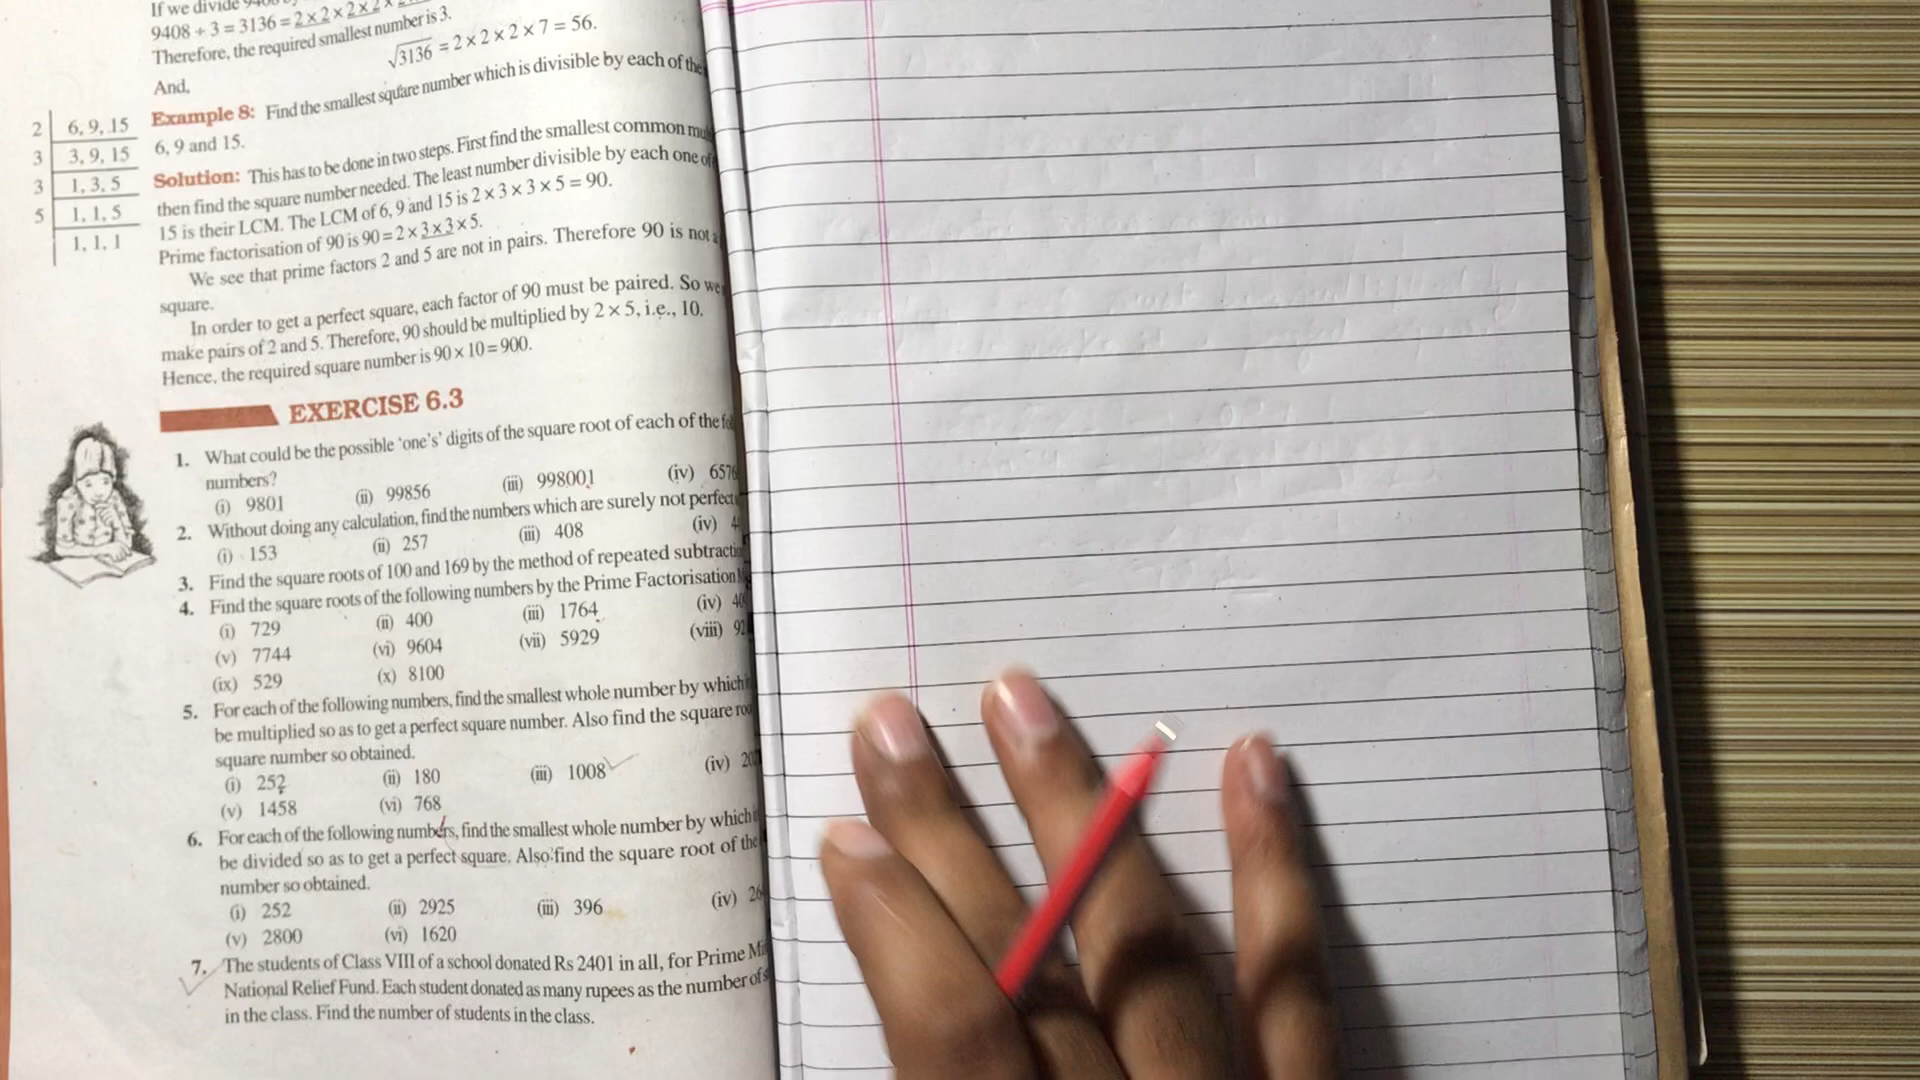 If we divide
9408 ÷ 3 = 3136 = 2 × 2 × 2 × 2 ×
Therefore, the required smallest number is 3.
And, √3136 = 2 × 2 × 2 × 7 = 56.
Example 8: Find the smallest square number which is divisible by each of the
6, 9 and 15.
2 | 6, 9, 15
3 | 3, 9, 15
3 | 1, 3, 5
5 | 1, 1, 5
1, 1, 1
Solution: This has to be done in two steps. First find the smallest common
then find the square number needed. The least number divisible by each one of
15 is their LCM. The LCM of 6, 9 and 15 is 2 × 3 × 3 × 5 = 90.
Prime factorisation of 90 is 90 = 2 × 3 × 3 × 5.
We see that prime factors 2 and 5 are not in pairs. Therefore 90 is not
square.
In order to get a perfect square, each factor of 90 must be paired. So we
make pairs of 2 and 5. Therefore, 90 should be multiplied by 2 × 5, i.e., 10.
Hence, the required square number is 90 × 10 = 900.
EXERCISE 6.3
1. What could be the possible ‘one’s’ digits of the square root of each of the
numbers?
(i) 9801 (ii) 99856 (iii) 998001 (iv)
2. Without doing any calculation, find the numbers which are surely not perfect
(i) 153 (ii) 257 (iii) 408 (iv)
3. Find the square roots of 100 and 169 by the method of repeated
4. Find the square roots of the following numbers by the Prime Factorisation
(i) 729 (ii) 400 (iii) 1764 (iv)
(v) 7744 (vi) 9604 (vii) 5929 (viii)
(ix) 529 (x) 8100
5. For each of the following numbers, find the smallest whole number by which
be multiplied so as to get a perfect square number. Also find the square
square number so obtained.
(i) 252 (ii) 180 (iii) 1008 (iv)
(v) 1458 (vi) 768
6. For each of the following numbers, find the smallest whole number by which
be divided so as to get a perfect square. Also find the square root of the
number so obtained.
(i) 252 (ii) 2925 (iii) 396 (iv)
(v) 2800 (vi) 1620
7. The students of Class VIII of a school donated Rs 2401 in all, for Prime
National Relief Fund. Each student donated as many rupees as the number of
in the class. Find the number of students in the class.